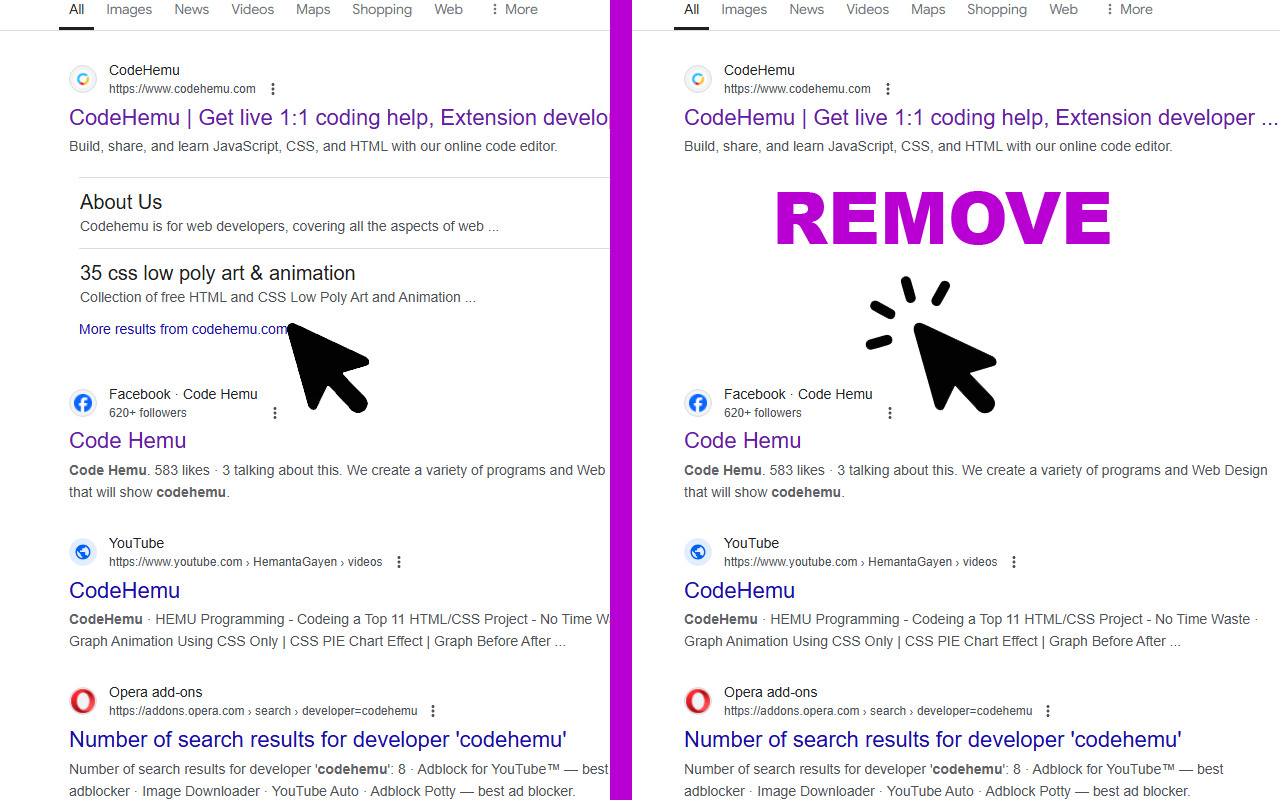 All Images News Videos Maps Shopping Web More
CodeHemu
https://www.codehemu.com
CodeHemu | Get live 1:1 coding help, Extension develo
Build, share, and learn JavaScript, CSS, and HTML with our online code editor.
About Us
Codehemu is for web developers, covering all the aspects of web ...
35 css low poly art & animation
Collection of free HTML and CSS Low Poly Art and Animation ...
More results from codehemu.com
Facebook · Code Hemu
620+ followers
Code Hemu
Code Hemu. 583 likes · 3 talking about this. We create a variety of programs and Web
that will show codehemu.
YouTube
https://www.youtube.com › HemantaGayen › videos
CodeHemu
CodeHemu · HEMU Programming - Codeing a Top 11 HTML/CSS Project - No Time Wa
Graph Animation Using CSS Only | CSS PIE Chart Effect | Graph Before After ...
Opera add-ons
https://addons.opera.com › search › developer=codehemu
Number of search results for developer 'codehemu'
Number of search results for developer 'codehemu': 8 · Adblock for YouTube™ — best
adblocker · Image Downloader · YouTube Auto · Adblock Potty — best ad blocker.
All Images News Videos Maps Shopping Web More
CodeHemu
https://www.codehemu.com
CodeHemu | Get live 1:1 coding help, Extension developer ...
Build, share, and learn JavaScript, CSS, and HTML with our online code editor.
REMOVE
Facebook · Code Hemu
620+ followers
Code Hemu
Code Hemu. 583 likes · 3 talking about this. We create a variety of programs and Web Design
that will show codehemu.
YouTube
https://www.youtube.com › HemantaGayen › videos
CodeHemu
CodeHemu · HEMU Programming - Codeing a Top 11 HTML/CSS Project - No Time Waste ·
Graph Animation Using CSS Only | CSS PIE Chart Effect | Graph Before After ...
Opera add-ons
https://addons.opera.com › search › developer=codehemu
Number of search results for developer 'codehemu'
Number of search results for developer 'codehemu': 8 · Adblock for YouTube™ — best
adblocker · Image Downloader · YouTube Auto · Adblock Potty — best ad blocker.